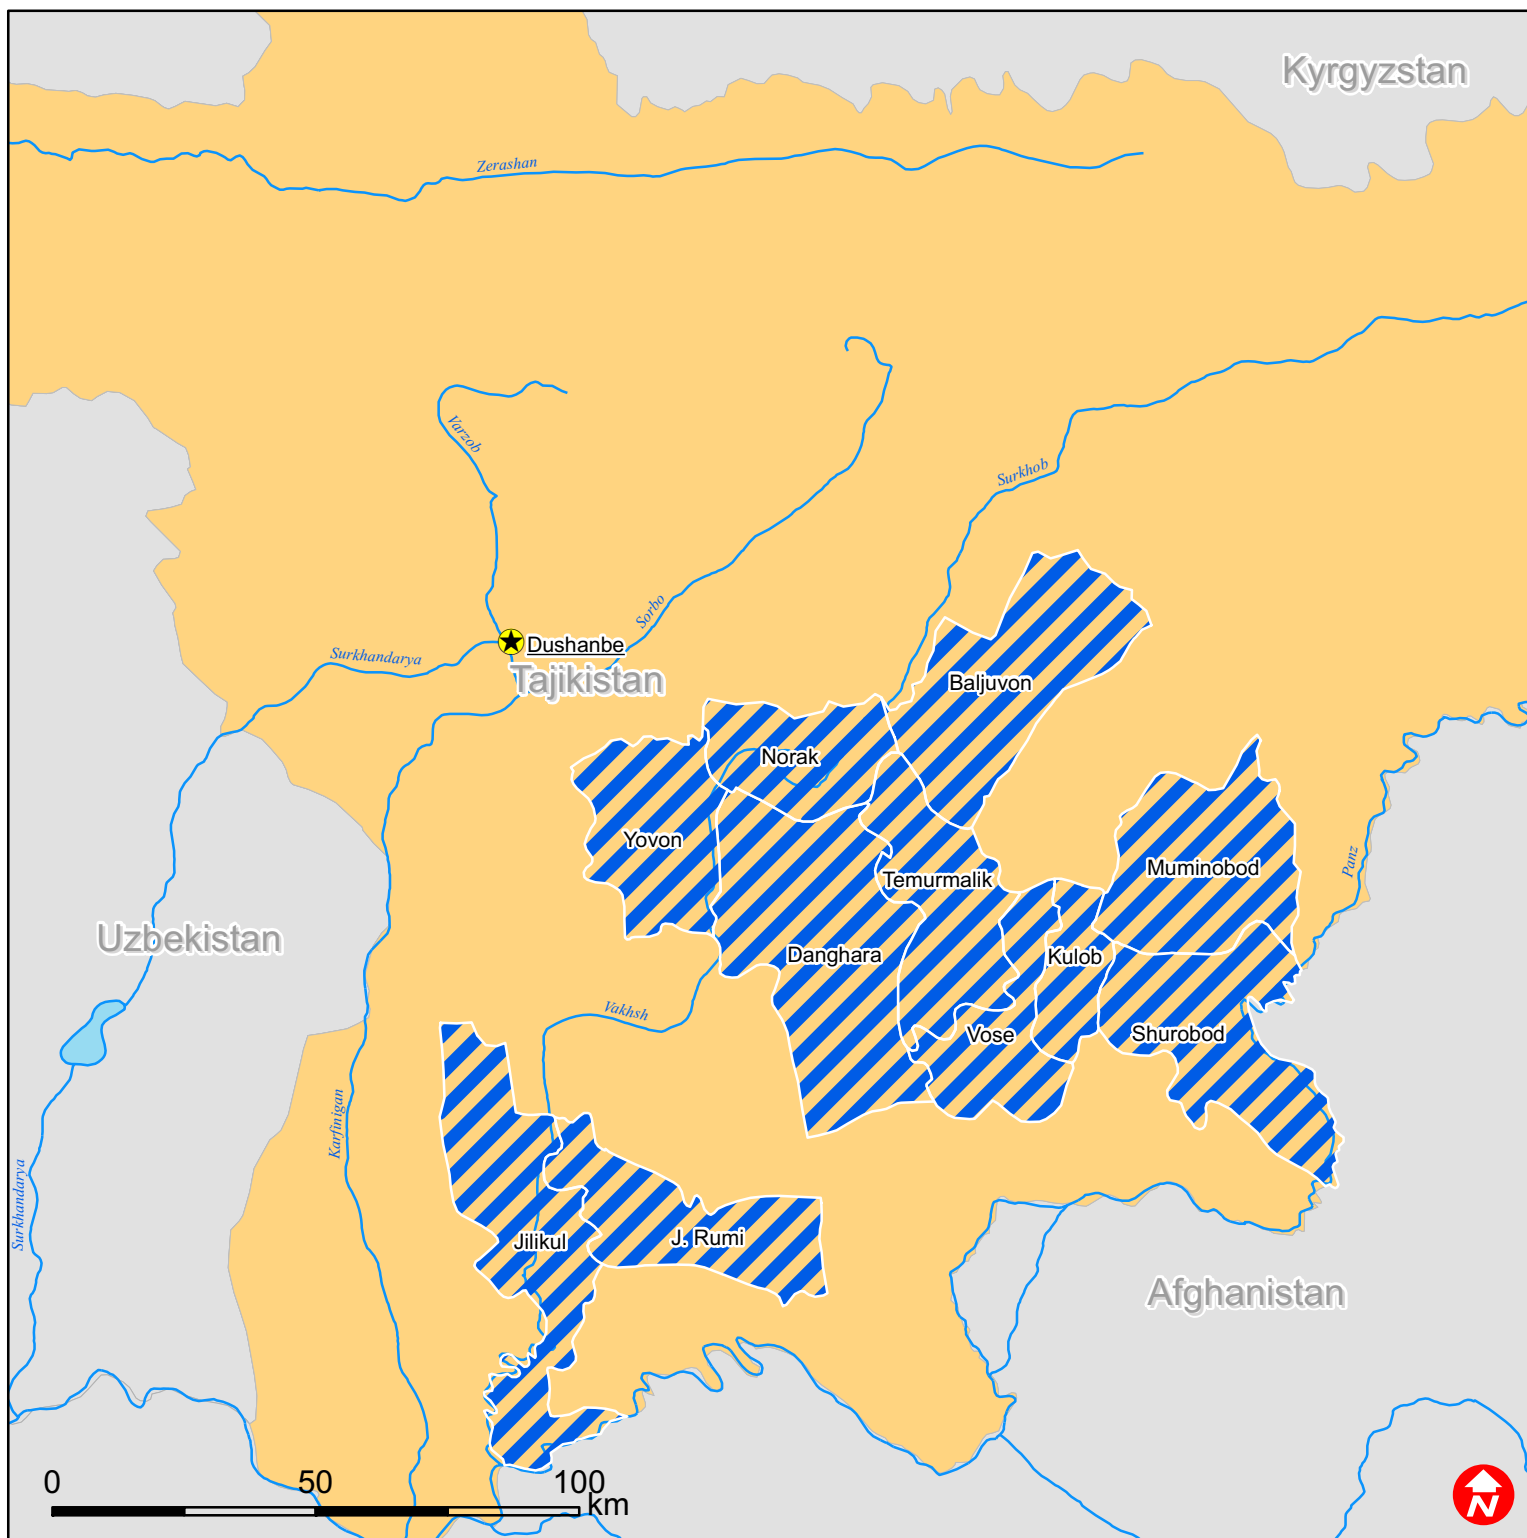 Kyrgyzstan
Zerashan
Varzob
Surkhob
Sorbo
Dushanbe
Surkhandarya
Tajikistan
Baljuvon
Norak
Yovon
Panz
Muminobod
Temurmalik
Uzbekistan
Danghara
Kulob
Vakhsh
Vose
Shurobod
Karfinigan
Surkhandarya
Jilikul
J. Rumi
Afghanistan
0 50 100
km
N